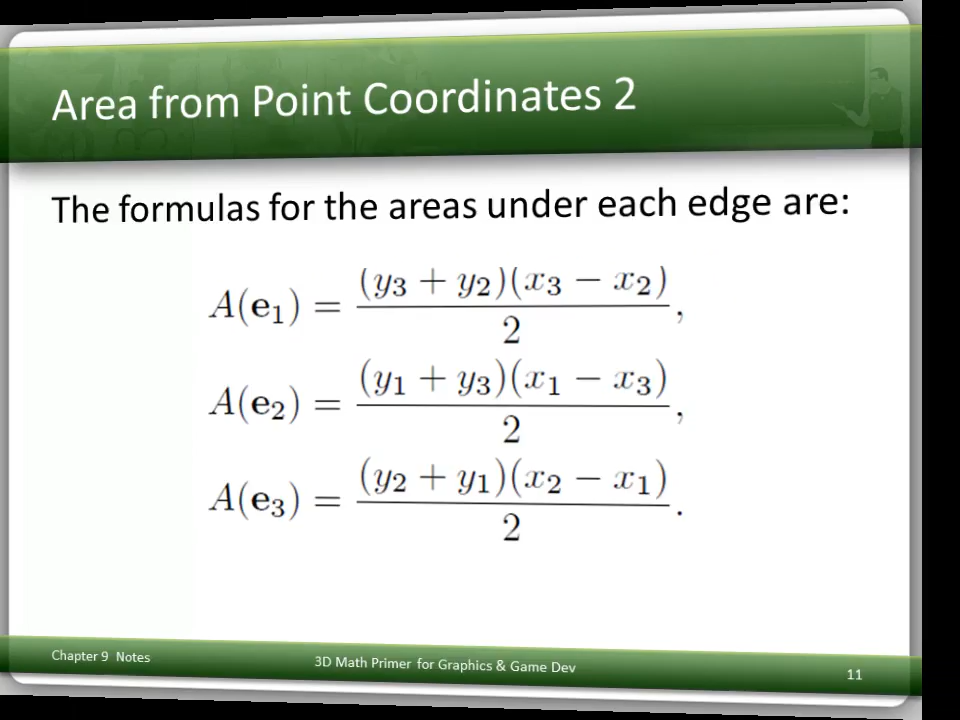 Area from Point Coordinates 2
The formulas for the areas under each edge are:
A(e₁) = (y₃ + y₂)(x₃ − x₂) / 2,
A(e₂) = (y₁ + y₃)(x₁ − x₃) / 2,
A(e₃) = (y₂ + y₁)(x₂ − x₁) / 2.
Chapter 9 Notes
3D Math Primer for Graphics & Game Dev
11